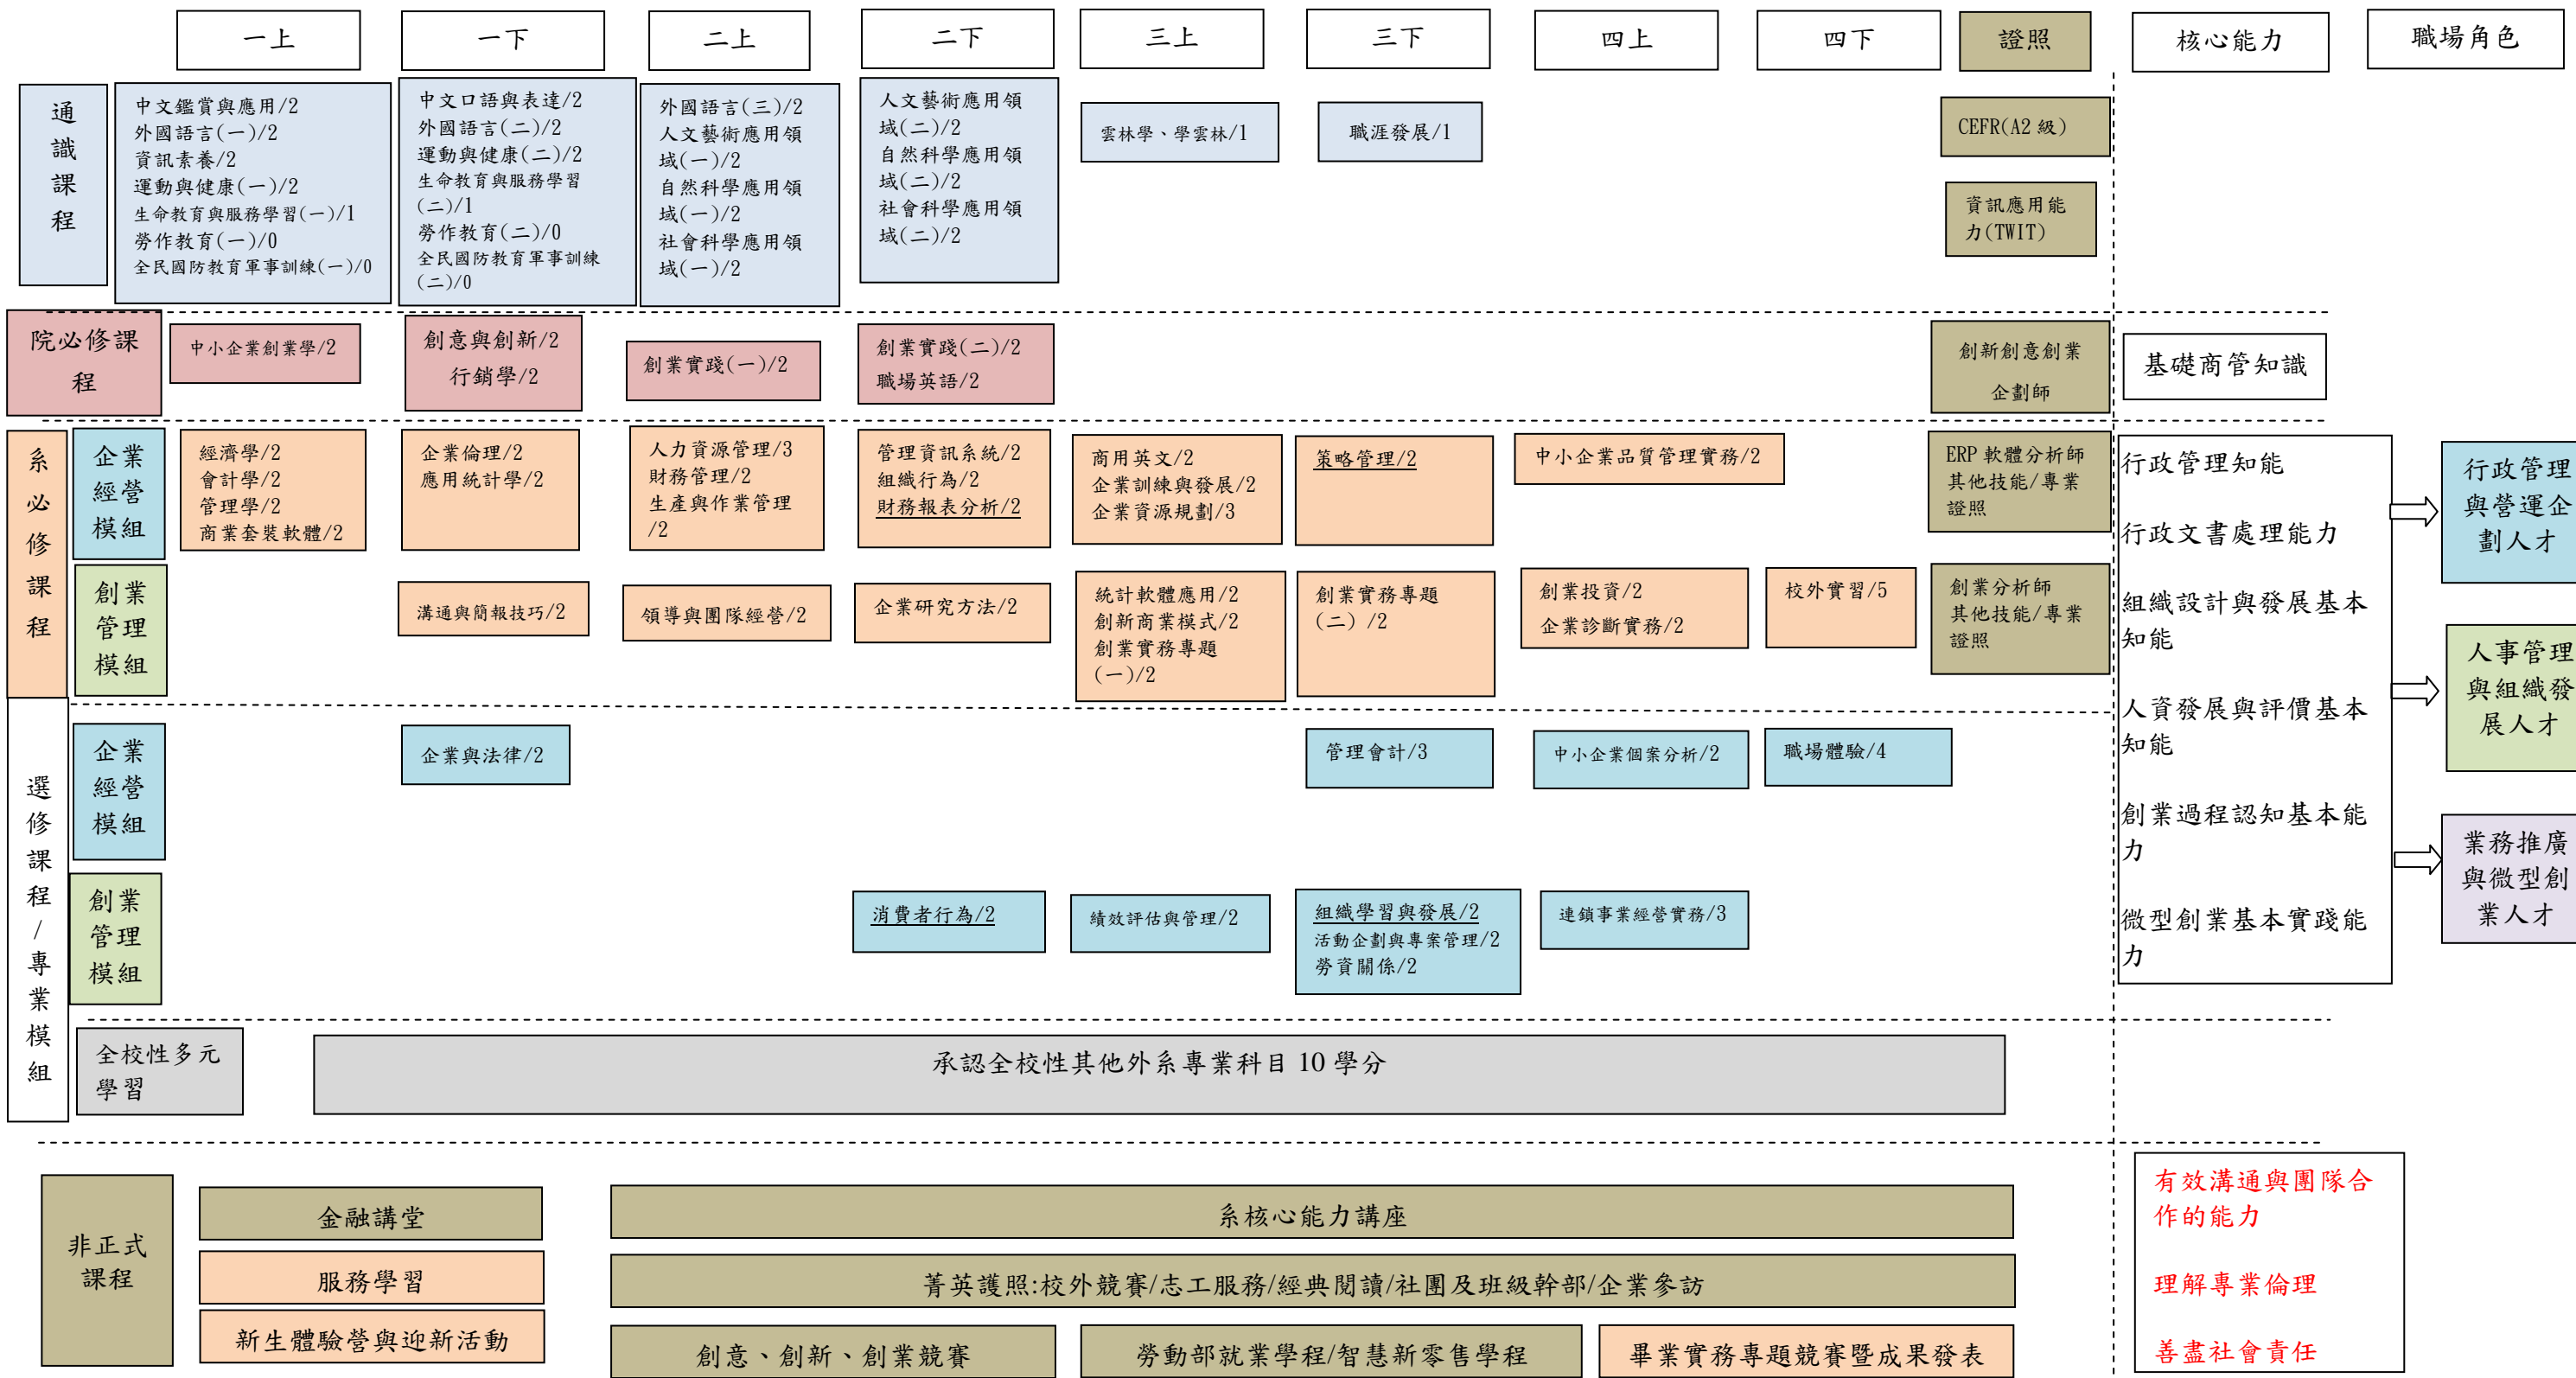 一上
一下
二上
二下
三上
三下
四上
四下
證照
核心能力
職場角色
通
識
課
程
中文鑑賞與應用/2
外國語言(一)/2
資訊素養/2
運動與健康(一)/2
生命教育與服務學習(一)/1
勞作教育(一)/0
全民國防教育軍事訓練(一)/0
中文口語與表達/2
外國語言(二)/2
運動與健康(二)/2
生命教育與服務學習
(二)/1
勞作教育(二)/0
全民國防教育軍事訓練
(二)/0
外國語言(三)/2
人文藝術應用領
域(一)/2
自然科學應用領
域(一)/2
社會科學應用領
域(一)/2
人文藝術應用領
域(二)/2
自然科學應用領
域(二)/2
社會科學應用領
域(二)/2
雲林學、學雲林/1
職涯發展/1
CEFR(A2 級)
資訊應用能
力(TWIT)
院必修課
程
中小企業創業學/2
創意與創新/2
行銷學/2
創業實踐(一)/2
創業實踐(二)/2
職場英語/2
創新創意創業
企劃師
基礎商管知識
系
必
修
課
程
企業
經營
模組
經濟學/2
會計學/2
管理學/2
商業套裝軟體/2
企業倫理/2
應用統計學/2
人力資源管理/3
財務管理/2
生產與作業管理
/2
管理資訊系統/2
組織行為/2
財務報表分析/2
商用英文/2
企業訓練與發展/2
企業資源規劃/3
策略管理/2
中小企業品質管理實務/2
ERP 軟體分析師
其他技能/專業
證照
創業
管理
模組
溝通與簡報技巧/2
領導與團隊經營/2
企業研究方法/2
統計軟體應用/2
創新商業模式/2
創業實務專題
(一)/2
創業實務專題
(二) /2
創業投資/2
企業診斷實務/2
校外實習/5
創業分析師
其他技能/專業
證照
行政管理知能
行政文書處理能力
組織設計與發展基本
知能
人資發展與評價基本
知能
創業過程認知基本能
力
微型創業基本實踐能
力
行政管理
與營運企
劃人才
人事管理
與組織發
展人才
業務推廣
與微型創
業人才
選
修
課
程
/
專
業
模
組
企業
經營
模組
企業與法律/2
管理會計/3
中小企業個案分析/2
職場體驗/4
創業
管理
模組
消費者行為/2
績效評估與管理/2
組織學習與發展/2
活動企劃與專案管理/2
勞資關係/2
連鎖事業經營實務/3
全校性多元
學習
承認全校性其他外系專業科目 10 學分
非正式
課程
金融講堂
服務學習
新生體驗營與迎新活動
系核心能力講座
菁英護照:校外競賽/志工服務/經典閱讀/社團及班級幹部/企業參訪
創意、創新、創業競賽
勞動部就業學程/智慧新零售學程
畢業實務專題競賽暨成果發表
有效溝通與團隊合
作的能力
理解專業倫理
善盡社會責任